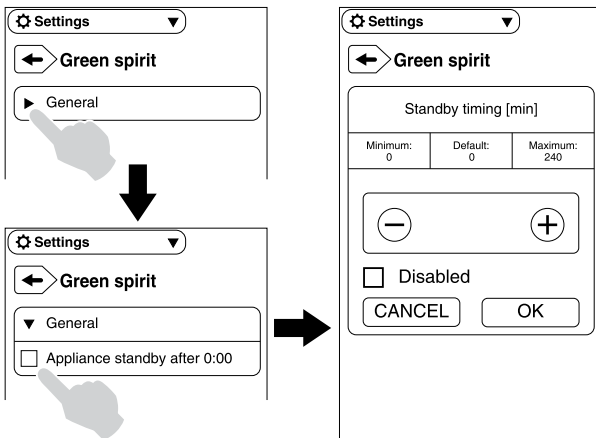 Settings
Green spirit
General
Settings
Green spirit
General
Appliance standby after 0:00
Settings
Green spirit
Standby timing [min]
Minimum: Default: Maximum:
0 0 240
Disabled
CANCEL OK